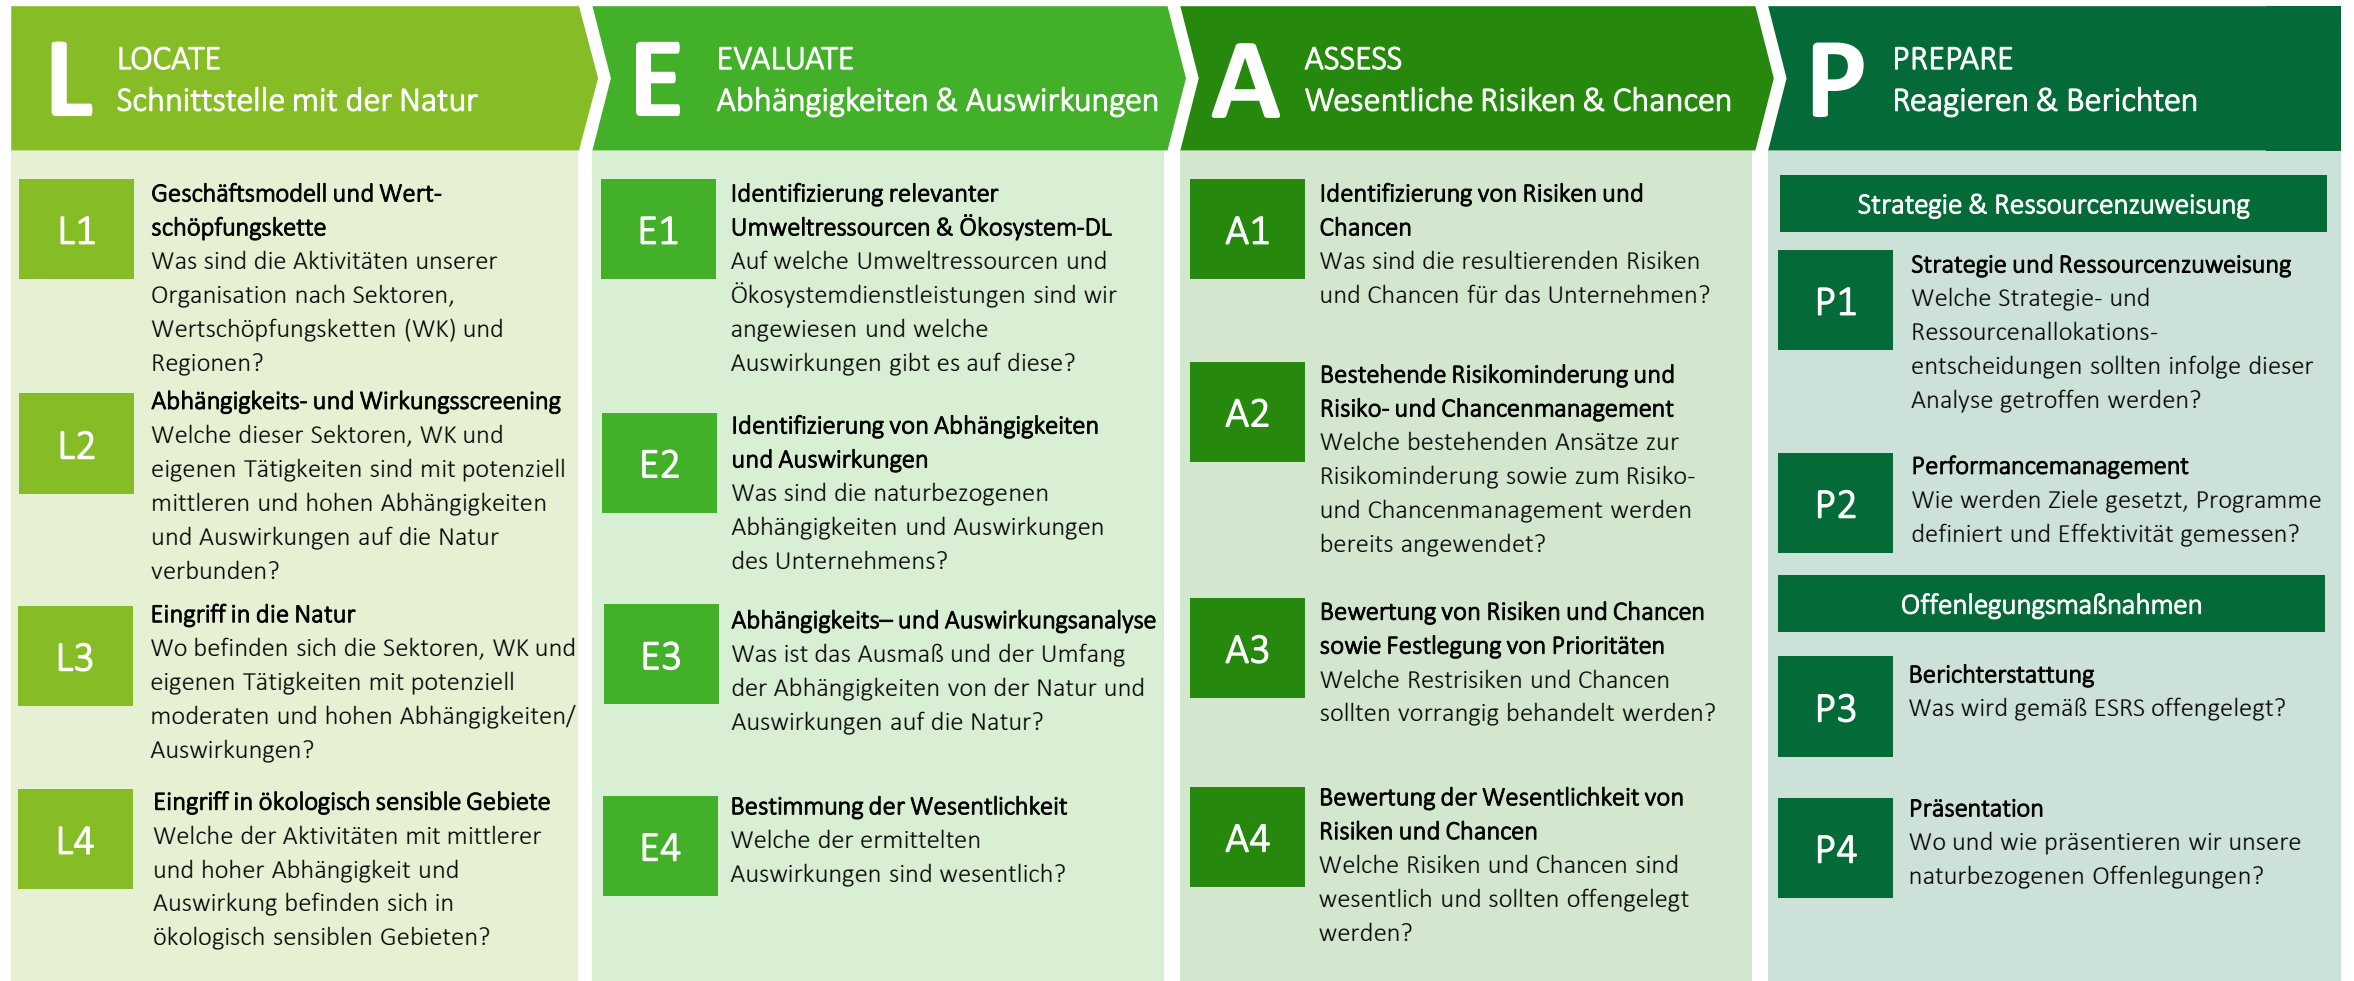 L
LOCATE
Schnittstelle mit der Natur
L1
Geschäftsmodell und Wert-
schöpfungskette
Was sind die Aktivitäten unserer
Organisation nach Sektoren,
Wertschöpfungsketten (WK) und
Regionen?
L2
Abhängigkeits- und Wirkungsscreening
Welche dieser Sektoren, WK und
eigenen Tätigkeiten sind mit potenziell
mittleren und hohen Abhängigkeiten
und Auswirkungen auf die Natur
verbunden?
L3
Eingriff in die Natur
Wo befinden sich die Sektoren, WK und
eigenen Tätigkeiten mit potenziell
moderaten und hohen Abhängigkeiten/
Auswirkungen?
L4
Eingriff in ökologisch sensible Gebiete
Welche der Aktivitäten mit mittlerer
und hoher Abhängigkeit und
Auswirkung befinden sich in
ökologisch sensiblen Gebieten?
E
EVALUATE
Abhängigkeiten & Auswirkungen
E1
Identifizierung relevanter
Umweltressourcen & Ökosystem-DL
Auf welche Umweltressourcen und
Ökosystemdienstleistungen sind wir
angewiesen und welche
Auswirkungen gibt es auf diese?
E2
Identifizierung von Abhängigkeiten
und Auswirkungen
Was sind die naturbezogenen
Abhängigkeiten und Auswirkungen
des Unternehmens?
E3
Abhängigkeits– und Auswirkungsanalyse
Was ist das Ausmaß und der Umfang
der Abhängigkeiten von der Natur und
Auswirkungen auf die Natur?
E4
Bestimmung der Wesentlichkeit
Welche der ermittelten
Auswirkungen sind wesentlich?
A
ASSESS
Wesentliche Risiken & Chancen
A1
Identifizierung von Risiken und
Chancen
Was sind die resultierenden Risiken
und Chancen für das Unternehmen?
A2
Bestehende Risikominderung und
Risiko- und Chancenmanagement
Welche bestehenden Ansätze zur
Risikominderung sowie zum Risiko-
und Chancenmanagement werden
bereits angewendet?
A3
Bewertung von Risiken und Chancen
sowie Festlegung von Prioritäten
Welche Restrisiken und Chancen
sollten vorrangig behandelt werden?
A4
Bewertung der Wesentlichkeit von
Risiken und Chancen
Welche Risiken und Chancen sind
wesentlich und sollten offengelegt
werden?
P
PREPARE
Reagieren & Berichten
Strategie & Ressourcenzuweisung
P1
Strategie und Ressourcenzuweisung
Welche Strategie- und
Ressourcenallokations-
entscheidungen sollten infolge dieser
Analyse getroffen werden?
P2
Performancemanagement
Wie werden Ziele gesetzt, Programme
definiert und Effektivität gemessen?
Offenlegungsmaßnahmen
P3
Berichterstattung
Was wird gemäß ESRS offengelegt?
P4
Präsentation
Wo und wie präsentieren wir unsere
naturbezogenen Offenlegungen?